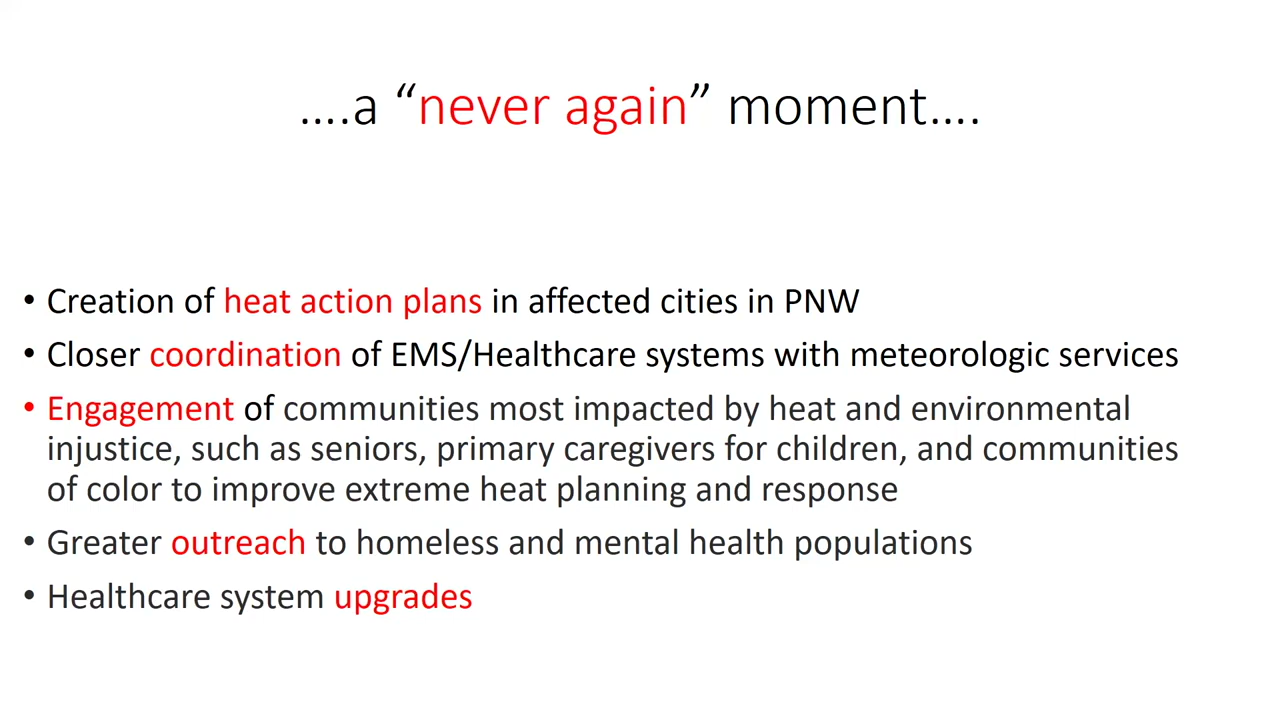 ….a “never again” moment….
• Creation of heat action plans in affected cities in PNW
• Closer coordination of EMS/Healthcare systems with meteorologic services
• Engagement of communities most impacted by heat and environmental
injustice, such as seniors, primary caregivers for children, and communities
of color to improve extreme heat planning and response
• Greater outreach to homeless and mental health populations
• Healthcare system upgrades